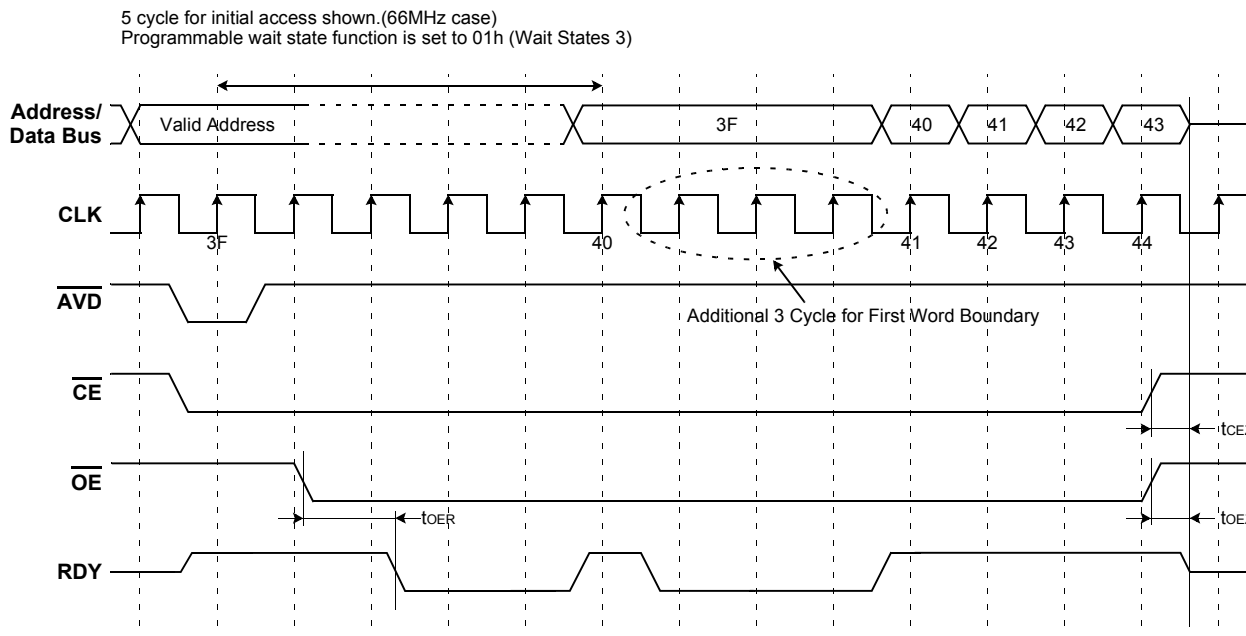 5 cycle for initial access shown.(66MHz case)
Programmable wait state function is set to 01h (Wait States 3)
Address/
Data Bus
Valid Address
3F
40
41
42
43
CLK
3F
40
41
42
43
44
AVD
Additional 3 Cycle for First Word Boundary
CE
OE
tOER
RDY